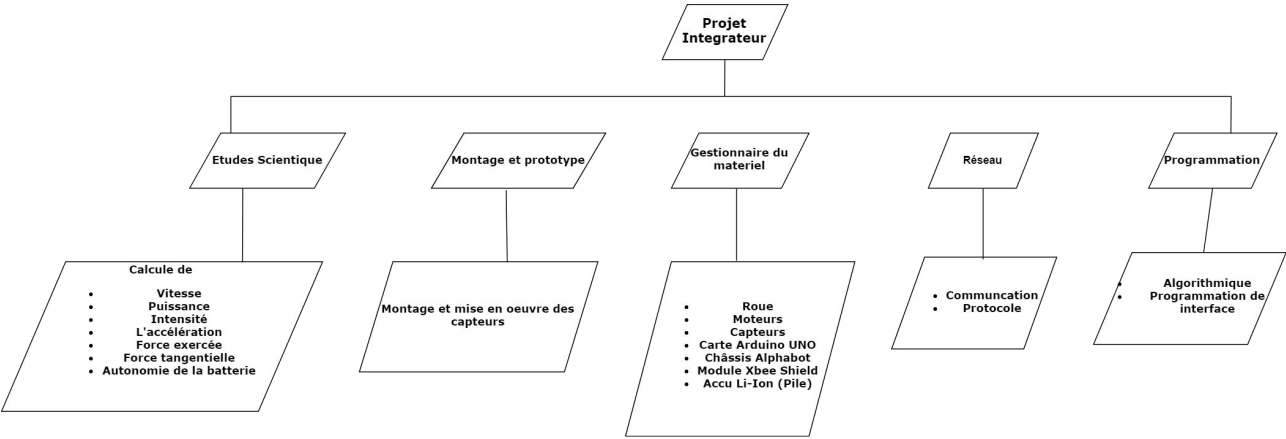 Projet
Integrateur
Etudes Scientique
Montage et prototype
Gestionnaire du
materiel
Réseau
Programmation
Calcule de
• Vitesse
• Puissance
• Intensité
• L'accélération
• Force exercée
• Force tangentielle
• Autonomie de la batterie
Montage et mise en oeuvre des
capteurs
• Roue
• Moteurs
• Capteurs
• Carte Arduino UNO
• Châssis Alphabot
• Module Xbee Shield
• Accu Li-Ion (Pile)
• Communcation
• Protocole
• Algorithmique
• Programmation de
interface